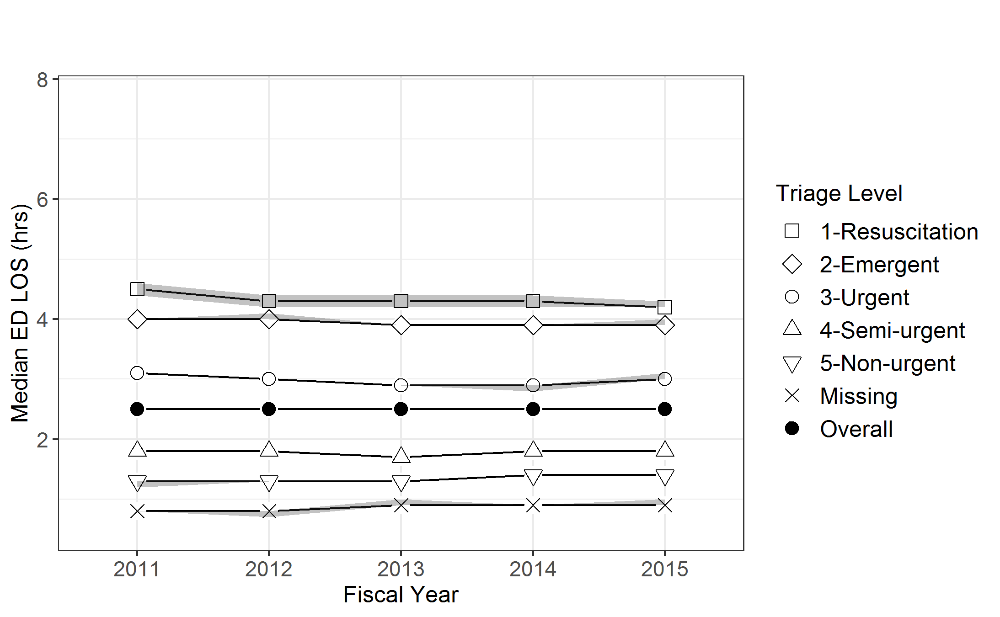 8
6
4
2
Median ED LOS (hrs)
2011 2012 2013 2014 2015
Fiscal Year
Triage Level
1-Resuscitation
2-Emergent
3-Urgent
4-Semi-urgent
5-Non-urgent
Missing
Overall